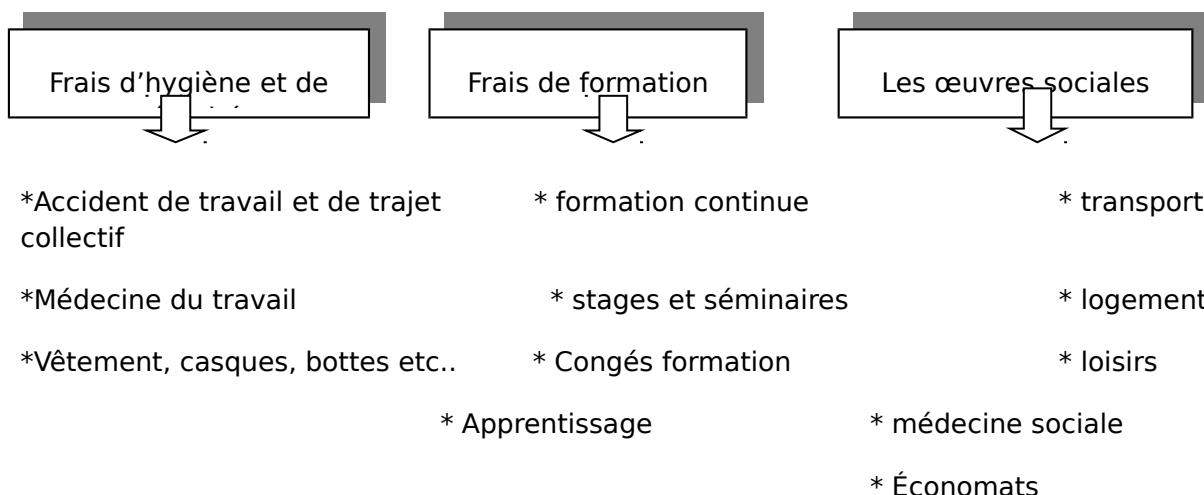 Frais d’hygiène et de
Frais de formation
Les œuvres sociales
*Accident de travail et de trajet * formation continue * transport
collectif
*Médecine du travail * stages et séminaires * logement
*Vêtement, casques, bottes etc.. * Congés formation * loisirs
* Apprentissage * médecine sociale
* Économats